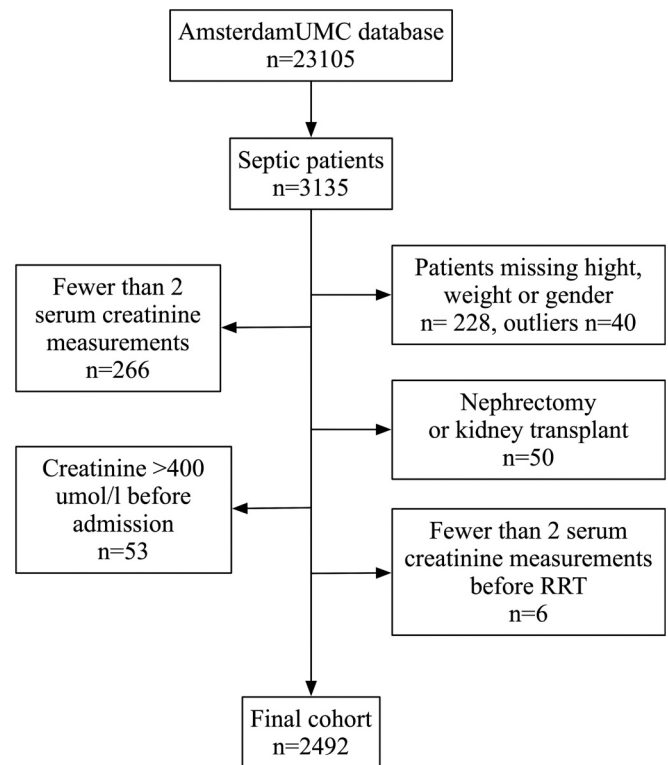 AmsterdamUMC database
n=23105
Septic patients
n=3135
Patients missing hight,
weight or gender
n= 228, outliers n=40
Fewer than 2
serum creatinine
measurements
n=266
Nephrectomy
or kidney transplant
n=50
Creatinine >400
umol/l before
admission
n=53
Fewer than 2 serum
creatinine measurements
before RRT
n=6
Final cohort
n=2492